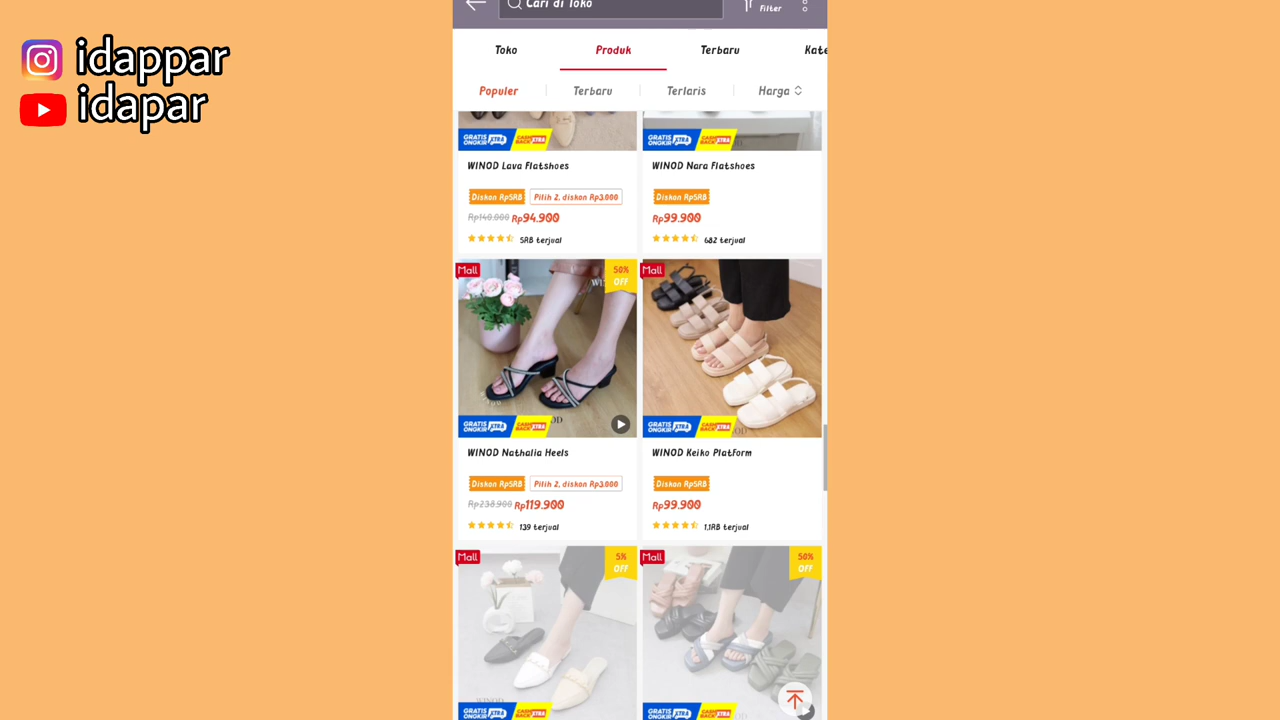 idappar
idapar
Cari di Toko
Filter
Toko
Produk
Terbaru
Kate
Populer
Terbaru
Terlaris
Harga
GRATIS ONGKIR XTRA
CASHBACK XTRA
GRATIS ONGKIR XTRA
CASHBACK XTRA
WINOD Lava Flatshoes
WINOD Nara Flatshoes
Diskon Rp5RB
Pilih 2, diskon Rp3.000
Diskon Rp5RB
Rp140.000 Rp94.900
Rp99.900
5RB terjual
682 terjual
Mall
50% OFF
Mall
GRATIS ONGKIR XTRA
CASHBACK XTRA
GRATIS ONGKIR XTRA
CASHBACK XTRA
WINOD Nathalia Heels
WINOD Keiko Platform
Diskon Rp5RB
Pilih 2, diskon Rp3.000
Diskon Rp5RB
Rp238.900 Rp119.900
Rp99.900
139 terjual
1,1RB terjual
Mall
5% OFF
Mall
50% OFF
WINOD
GRATIS ONGKIR XTRA
CASHBACK XTRA
GRATIS ONGKIR XTRA
CASHBACK XTRA